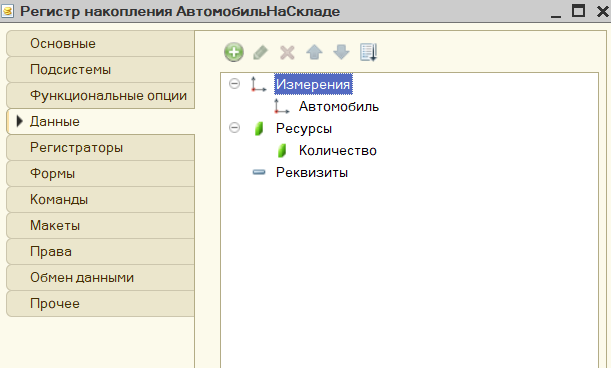 Регистр накопления АвтомобильНаСкладе
Основные
Подсистемы
Функциональные опции
Данные
Регистраторы
Формы
Команды
Макеты
Права
Обмен данными
Прочее
Измерения
Автомобиль
Ресурсы
Количество
Реквизиты